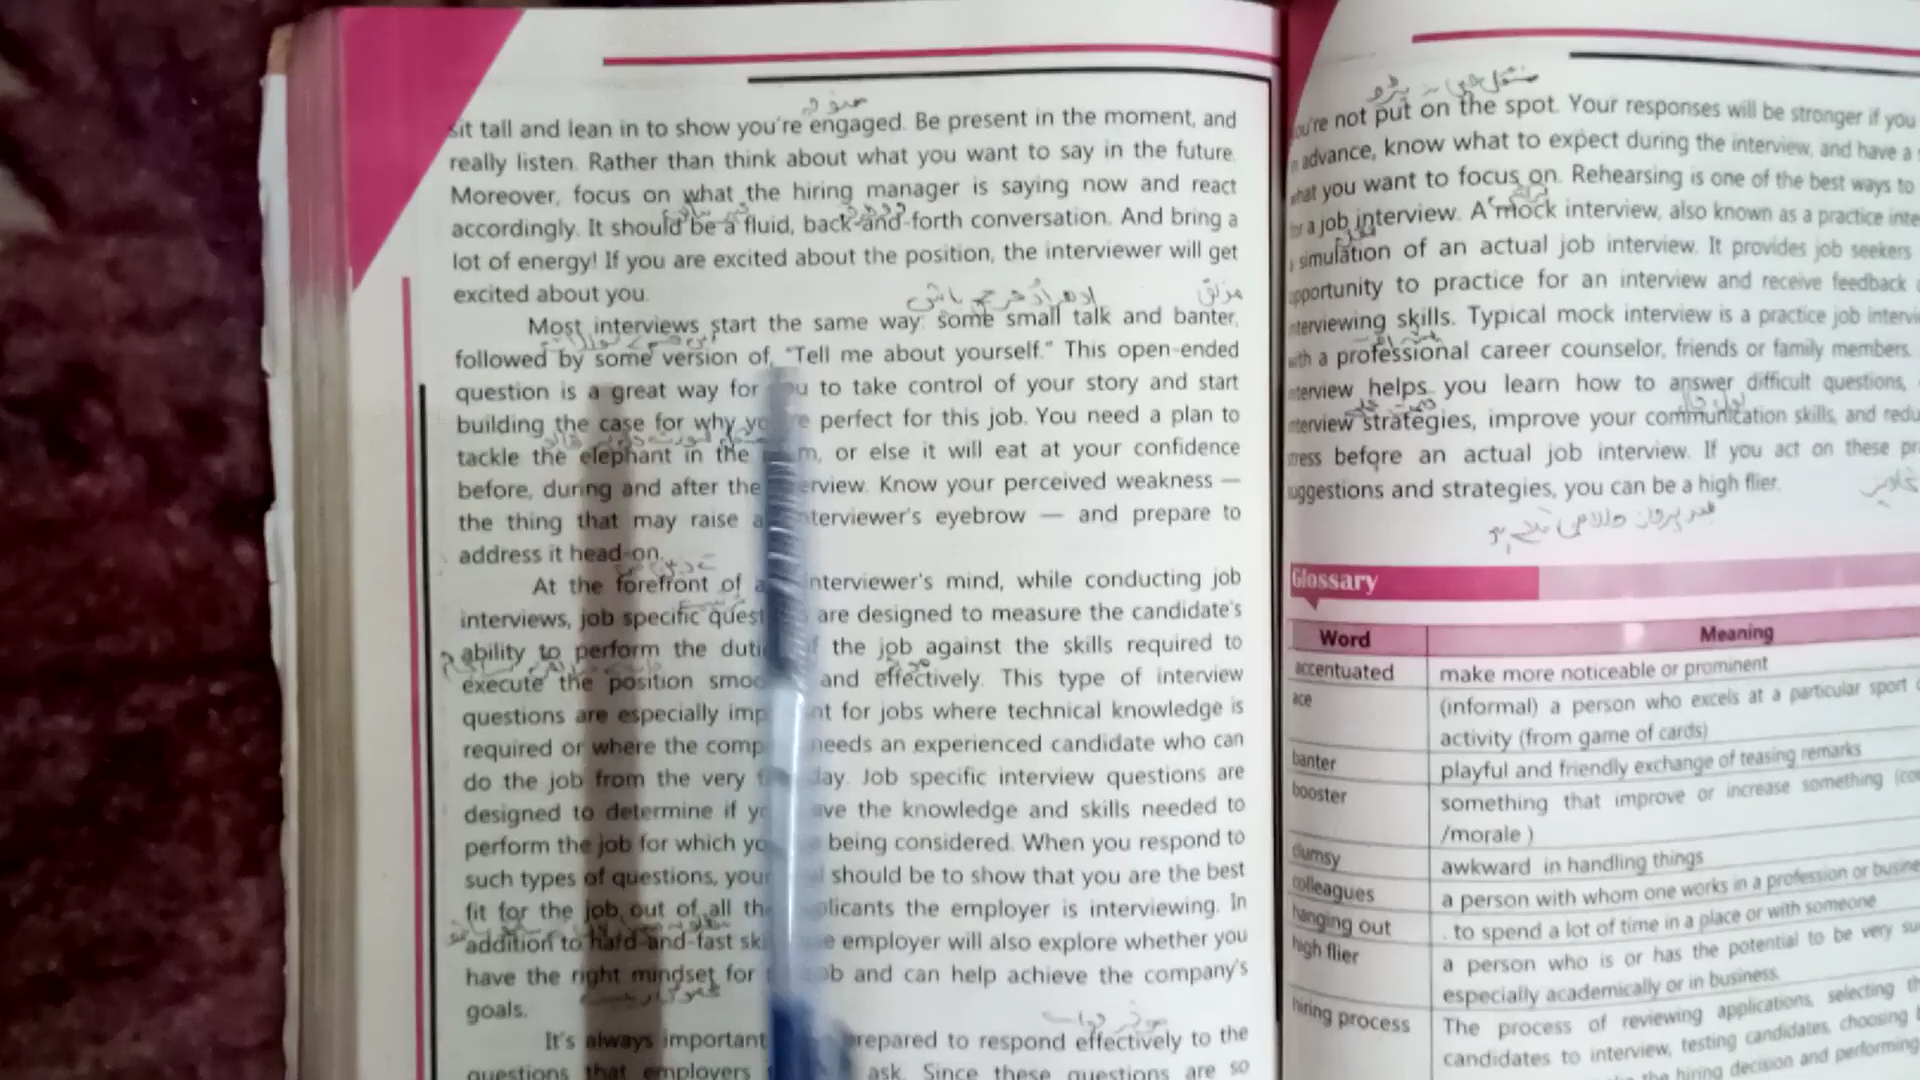 sit tall and lean in to show you're engaged. Be present in the moment, and
really listen. Rather than think about what you want to say in the future.
Moreover, focus on what the hiring manager is saying now and react
accordingly. It should be a fluid, back-and-forth conversation. And bring a
lot of energy! If you are excited about the position, the interviewer will get
excited about you.
Most interviews start the same way: some small talk and banter,
followed by some version of, "Tell me about yourself." This open-ended
question is a great way for you to take control of your story and start
building the case for why you're perfect for this job. You need a plan to
tackle the elephant in the room, or else it will eat at your confidence
before, during and after the interview. Know your perceived weakness —
the thing that may raise an interviewer's eyebrow — and prepare to
address it head-on.
At the forefront of an interviewer's mind, while conducting job
interviews, job specific questions are designed to measure the candidate's
ability to perform the duties of the job against the skills required to
execute the position smoothly and effectively. This type of interview
questions are especially important for jobs where technical knowledge is
required or where the company needs an experienced candidate who can
do the job from the very first day. Job specific interview questions are
designed to determine if you have the knowledge and skills needed to
perform the job for which you are being considered. When you respond to
such types of questions, your goal should be to show that you are the best
fit for the job out of all the applicants the employer is interviewing. In
addition to hard-and-fast skills the employer will also explore whether you
have the right mindset for the job and can help achieve the company's
goals.
It's always important prepared to respond effectively to the
questions that employers ask. Since these questions are so
you're not put on the spot. Your responses will be stronger if you
advance, know what to expect during the interview, and have a
what you want to focus on. Rehearsing is one of the best ways to
for a job interview. A mock interview, also known as a practice
simulation of an actual job interview. It provides job seekers
opportunity to practice for an interview and receive feedback
interviewing skills. Typical mock interview is a practice job
with a professional career counselor, friends or family members.
interview helps you learn how to answer difficult questions,
interview strategies, improve your communication skills, and
stress before an actual job interview. If you act on these
suggestions and strategies, you can be a high flier.
Glossary
Word Meaning
accentuated make more noticeable or prominent
ace (informal) a person who excels at a particular sport
activity (from game of cards)
banter playful and friendly exchange of teasing remarks
booster something that improve or increase something
/morale )
clumsy awkward in handling things
colleagues a person with whom one works in a profession or
hanging out . to spend a lot of time in a place or with someone
high flier a person who is or has the potential to be very
especially academically or in business.
hiring process The process of reviewing applications, selecting
candidates to interview, testing candidates, choosing
the hiring decision and performing